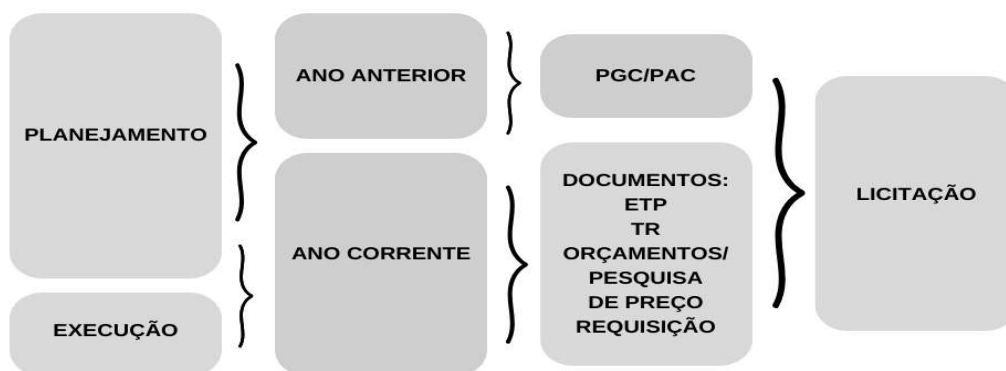 PLANEJAMENTO
EXECUÇÃO
ANO ANTERIOR
ANO CORRENTE
PGC/PAC
DOCUMENTOS:
ETP
TR
ORÇAMENTOS/
PESQUISA
DE PREÇO
REQUISIÇÃO
LICITAÇÃO